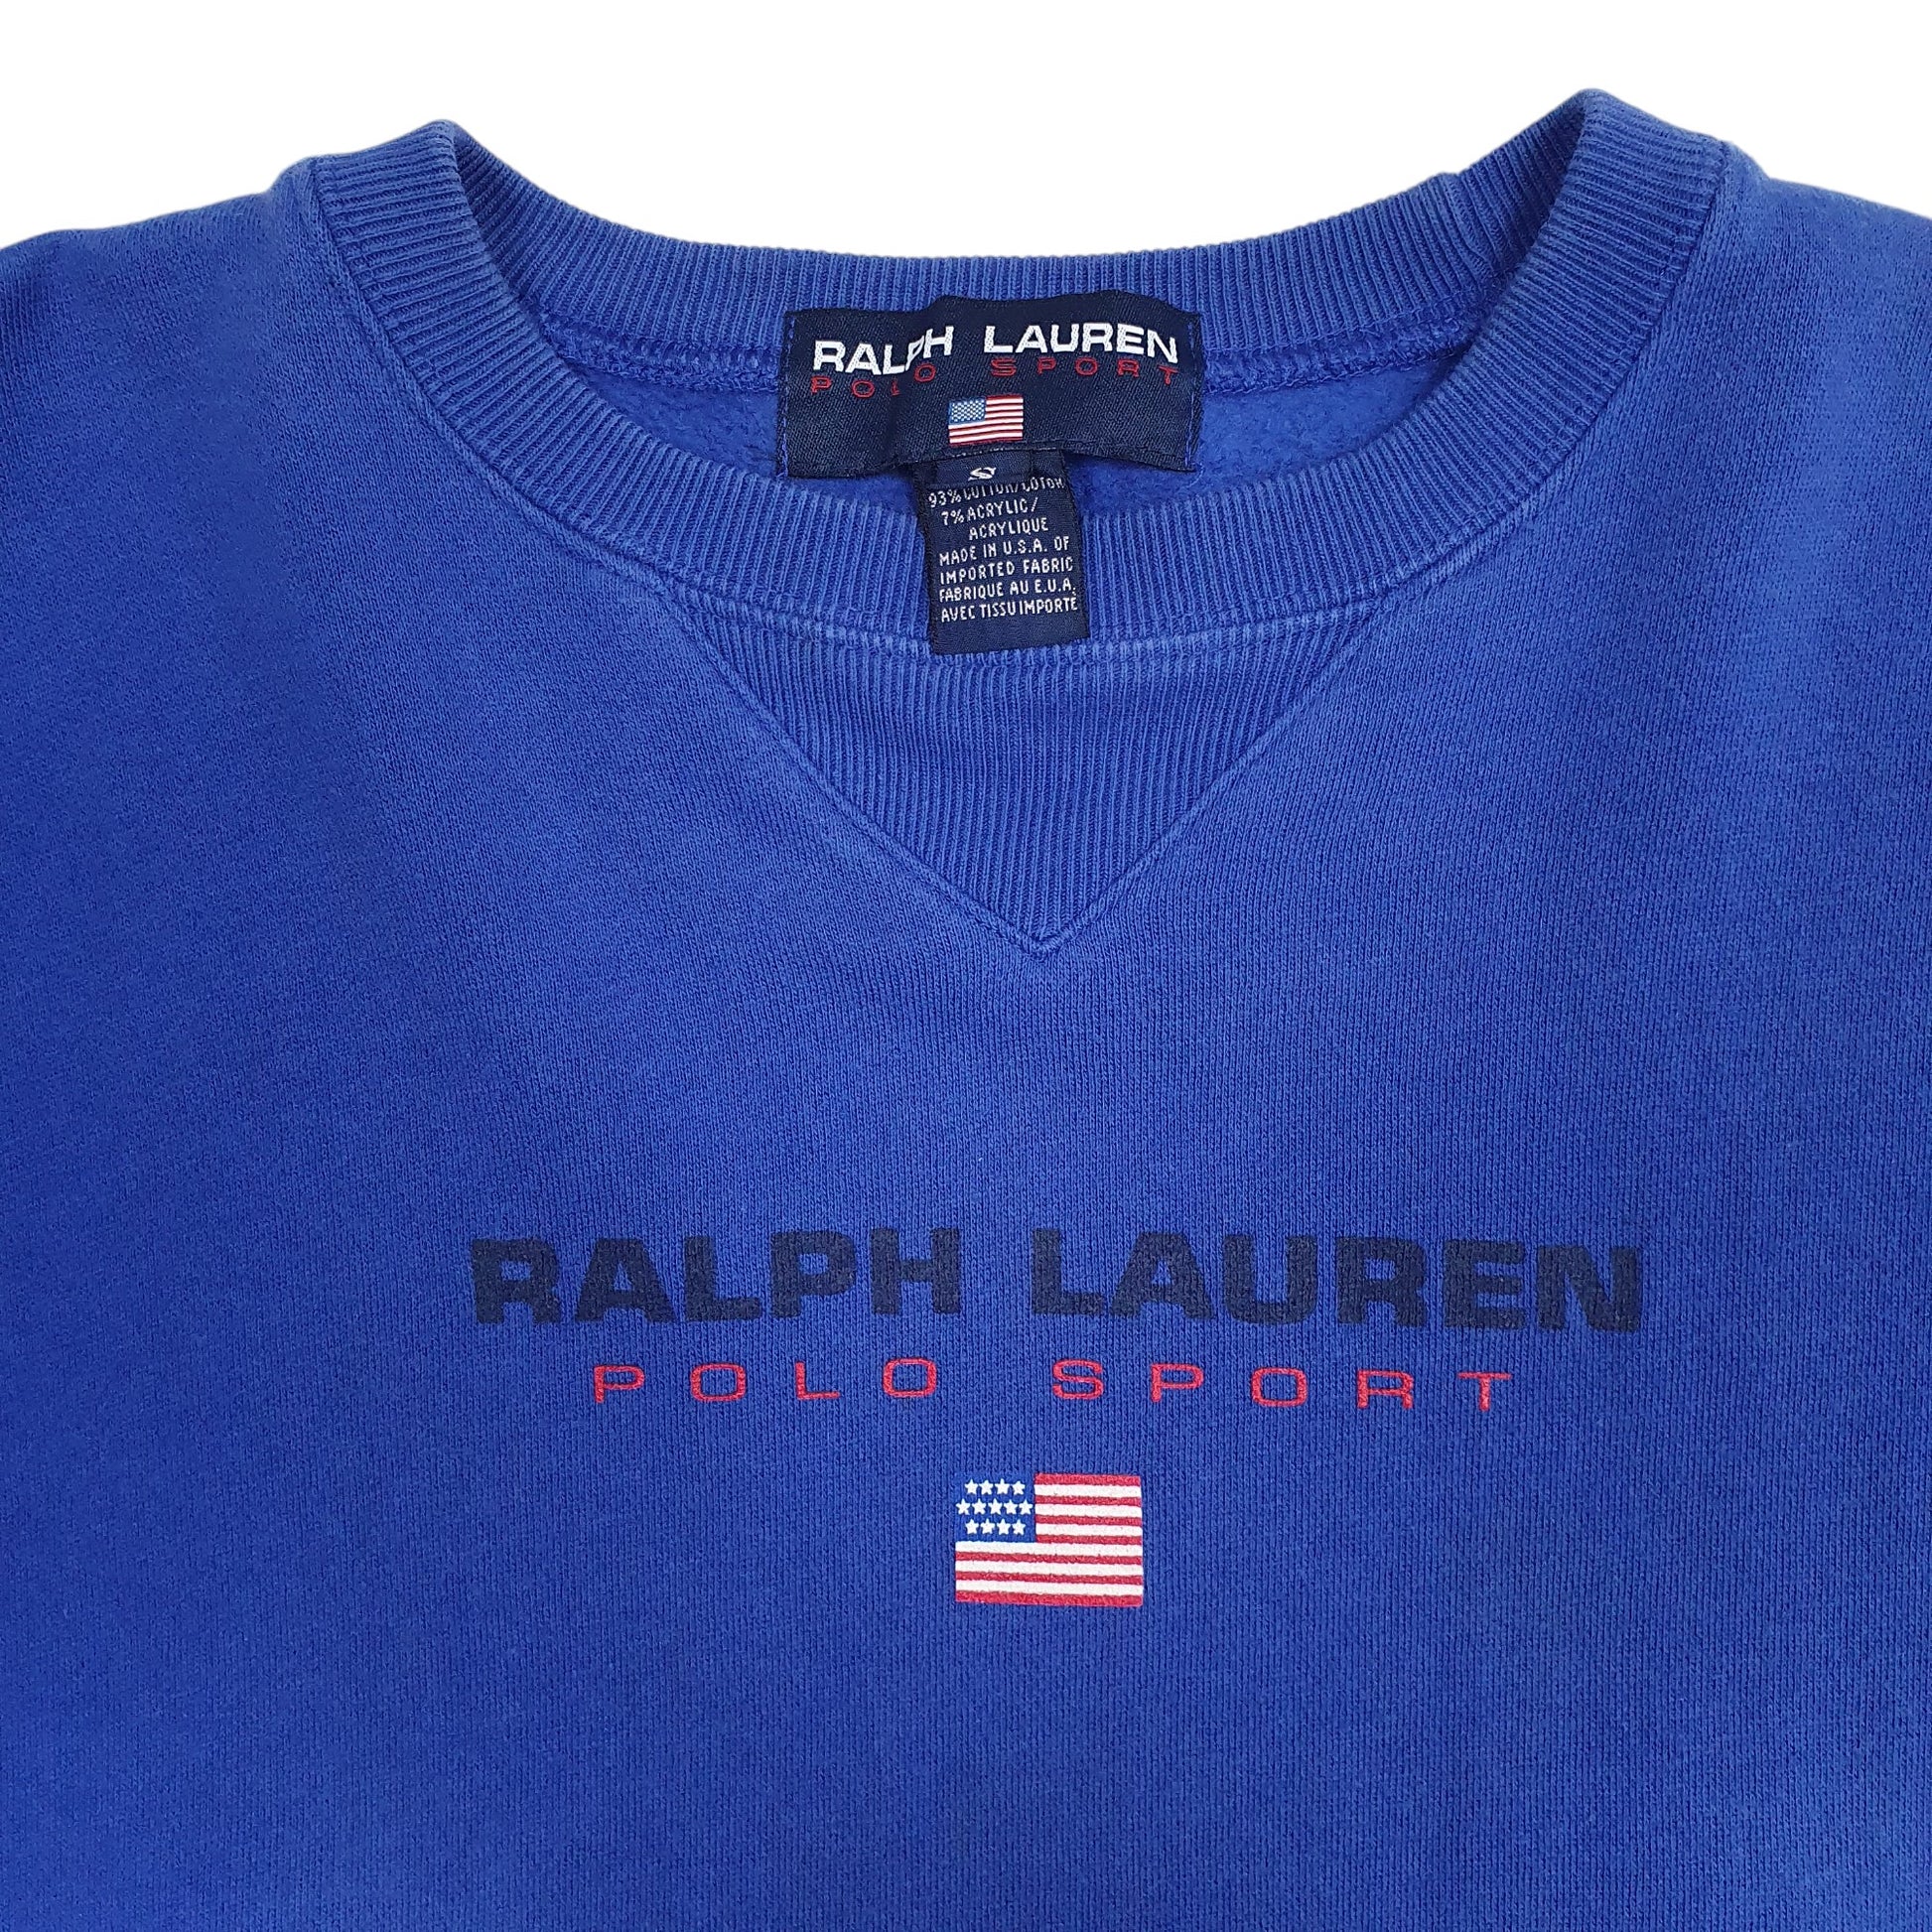 RALPH LAUREN
POLO SPORT
S
93% COTTON/COTON
7% ACRYLIC/
ACRYLIQUE
MADE IN U.S.A. OF
IMPORTED FABRIC
FABRIQUE AU E.U.A.
AVEC TISSU IMPORTÉ
RALPH LAUREN
POLO SPORT